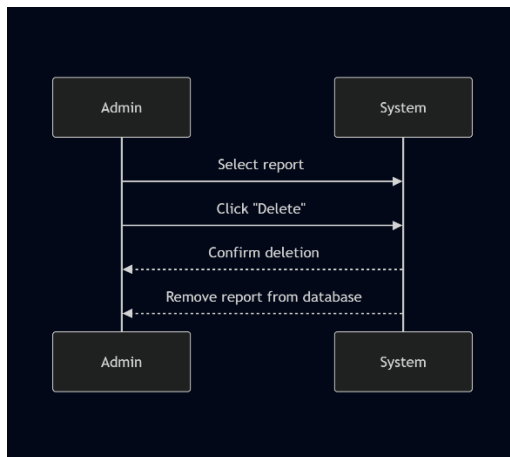 Admin
System
Select report
Click "Delete"
Confirm deletion
Remove report from database
Admin
System